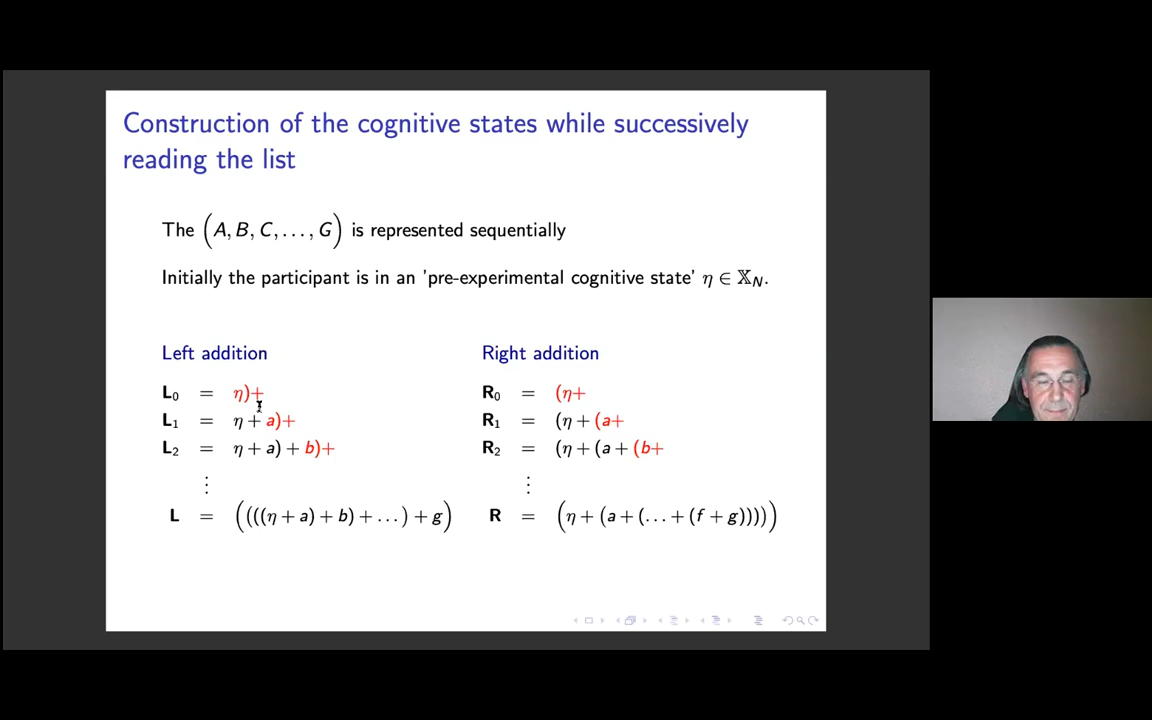 Construction of the cognitive states while successively
reading the list
The (A, B, C, . . . , G) is represented sequentially
Initially the participant is in an 'pre-experimental cognitive state' η ∈ 𝕏N.
Left addition
L0 = η)+
L1 = η + a)+
L2 = η + a) + b)+
⋮
L = ((((η + a) + b) + . . .) + g)
Right addition
R0 = (η+
R1 = (η + (a+
R2 = (η + (a + (b+
⋮
R = (η + (a + (. . . + (f + g))))